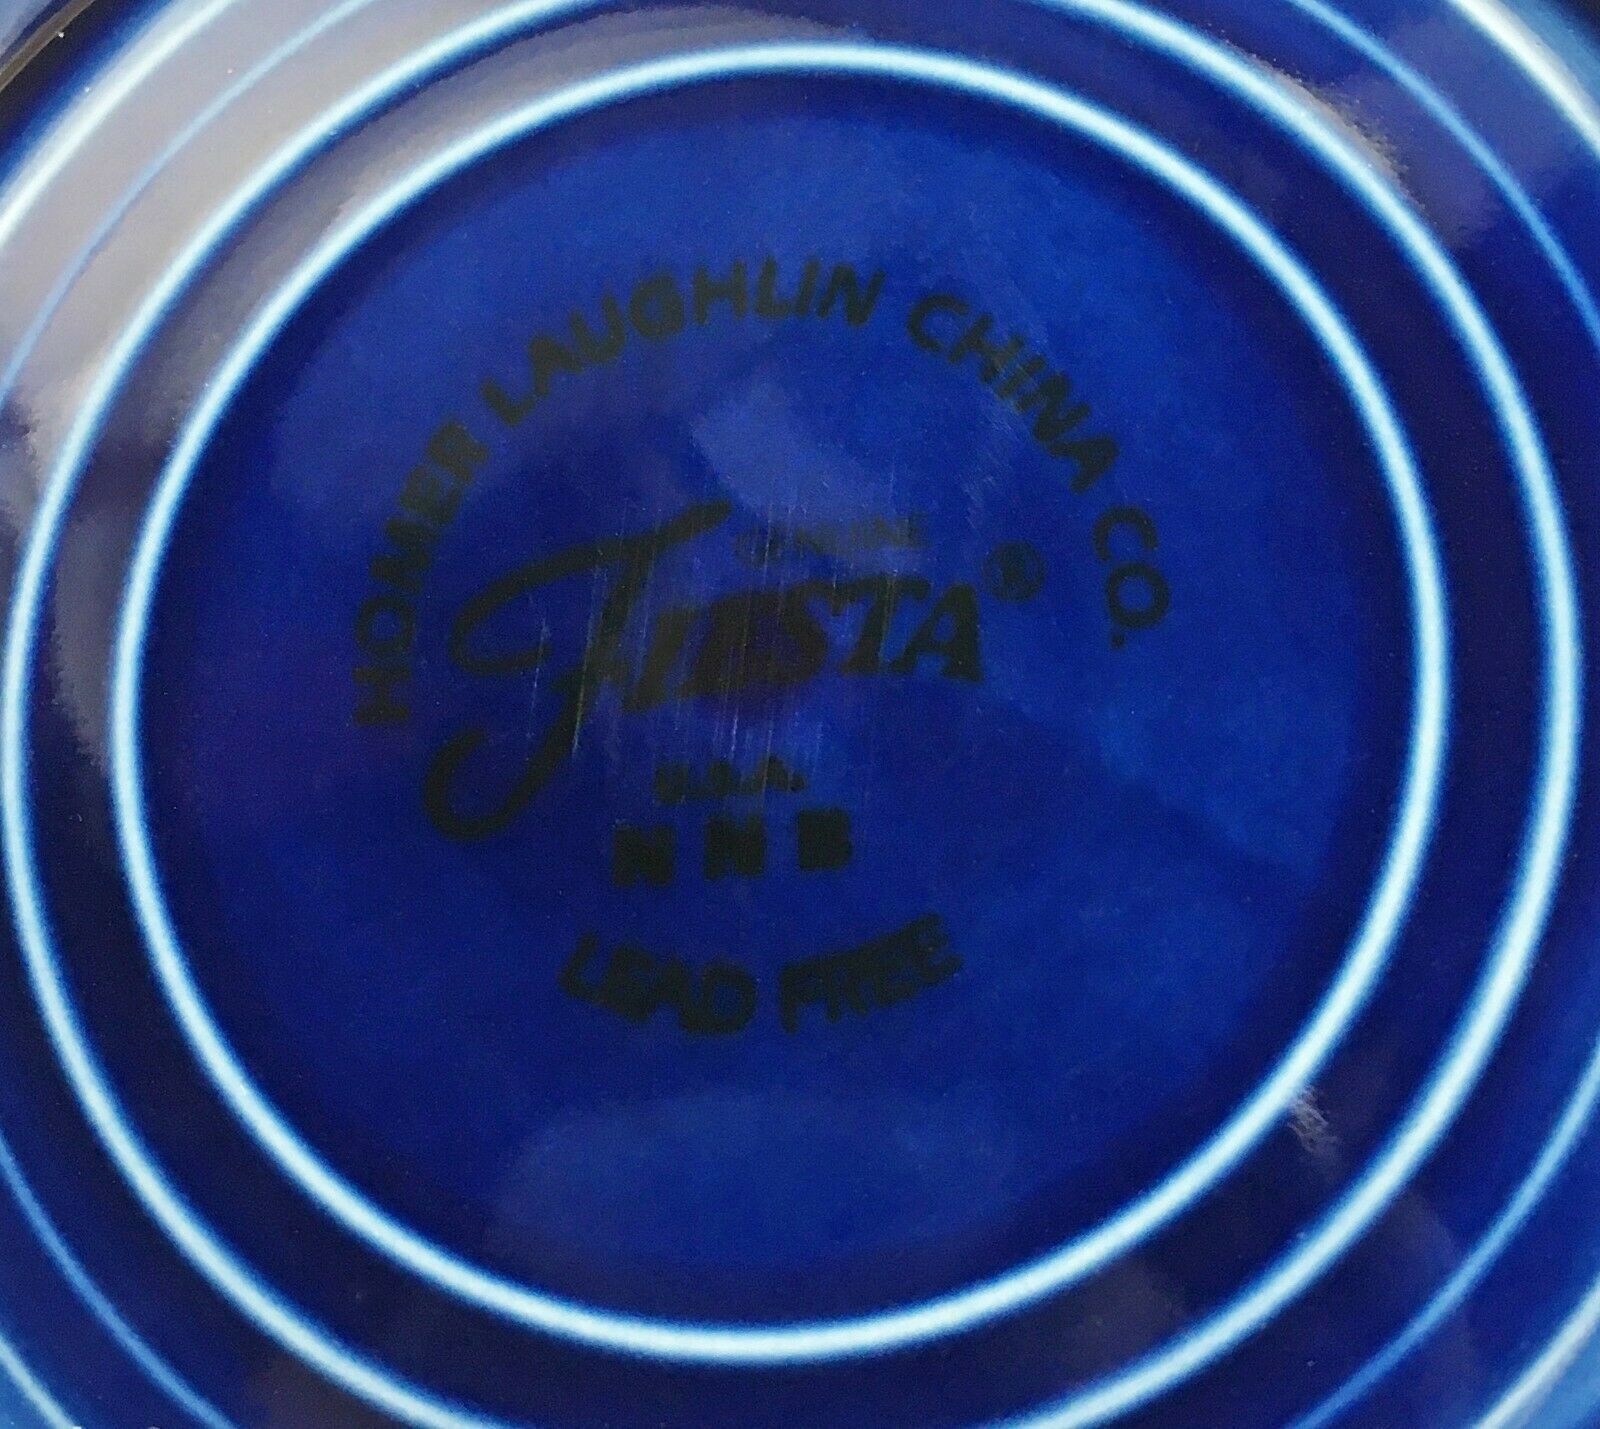 HOMER LAUGHLIN CHINA CO.
GENUINE
FIESTA®
U.S.A.
LEAD FREE